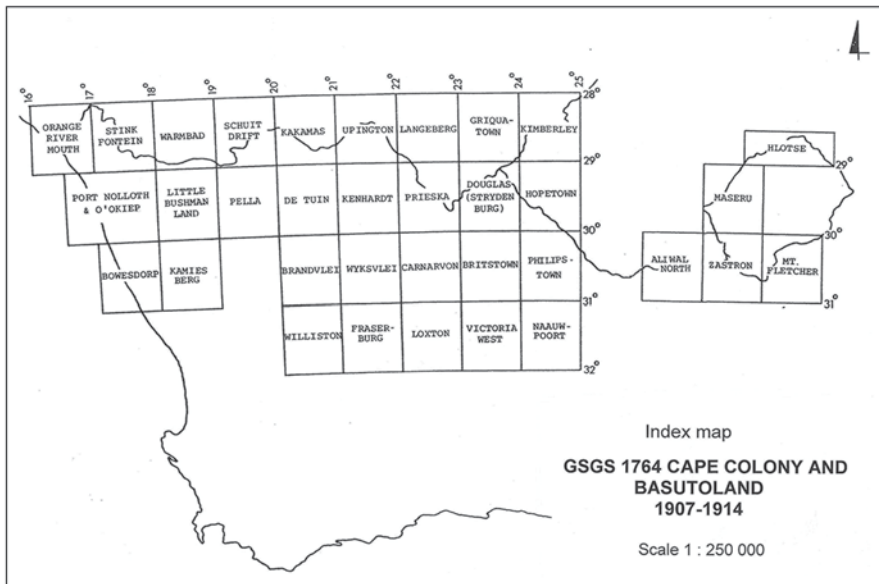 16° 17° 18° 19° 20° 21° 22° 23° 24° 25°
28°
ORANGE
RIVER
MOUTH
STINK
FONTEIN
WARMBAD
SCHUIT
DRIFT
KAKAMAS
UPINGTON
LANGEBERG
GRIQUA-
TOWN
KIMBERLEY
29°
HLOTSE
29°
PORT NOLLOTH
& O'OKIEP
LITTLE
BUSHMAN
LAND
PELLA
DE TUIN
KENHARDT
PRIESKA
DOUGLAS
(STRYDEN
BURG)
HOPETOWN
30°
MASERU
30°
BOWESDORP
KAMIES
BERG
BRANDVLEI
WYKSVLEI
CARNARVON
BRITSTOWN
PHILIPS-
TOWN
31°
ALIWAL
NORTH
ZASTRON
MT.
FLETCHER
31°
WILLISTON
FRASER-
BURG
LOXTON
VICTORIA
WEST
NAAUW-
POORT
32°
Index map
GSGS 1764 CAPE COLONY AND
BASUTOLAND
1907-1914
Scale 1 : 250 000